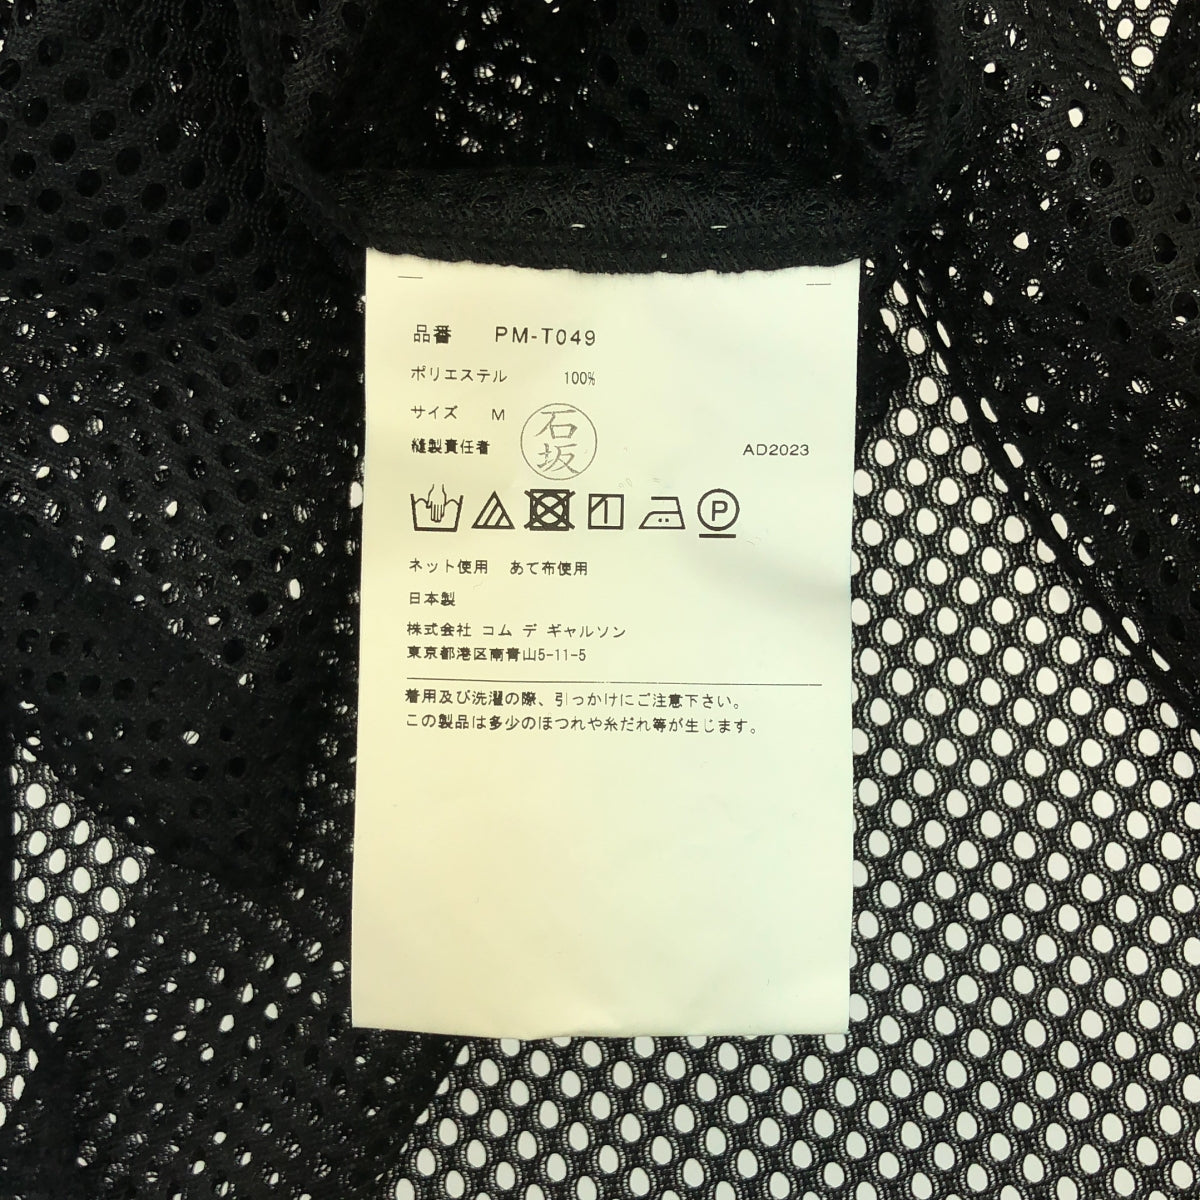 品番 PM-T049
ポリエステル 100%
サイズ M
石坂
縫製責任者 AD2023
P
ネット使用 あて布使用
日本製
株式会社 コム デ ギャルソン
東京都港区南青山5-11-5
着用及び洗濯の際、引っかけにご注意下さい。
この製品は多少のほつれや糸だれ等が生じます。